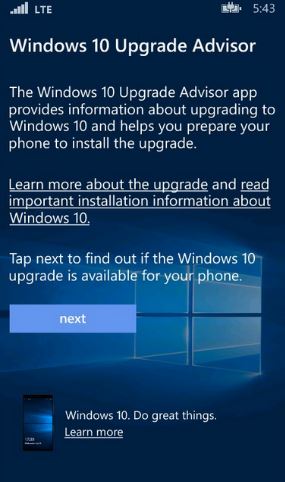 LTE 5:43
Windows 10 Upgrade Advisor
The Windows 10 Upgrade Advisor app
provides information about upgrading to
Windows 10 and helps you prepare your
phone to install the upgrade.
Learn more about the upgrade and read
important installation information about
Windows 10.
Tap next to find out if the Windows 10
upgrade is available for your phone.
next
Windows 10. Do great things.
Learn more